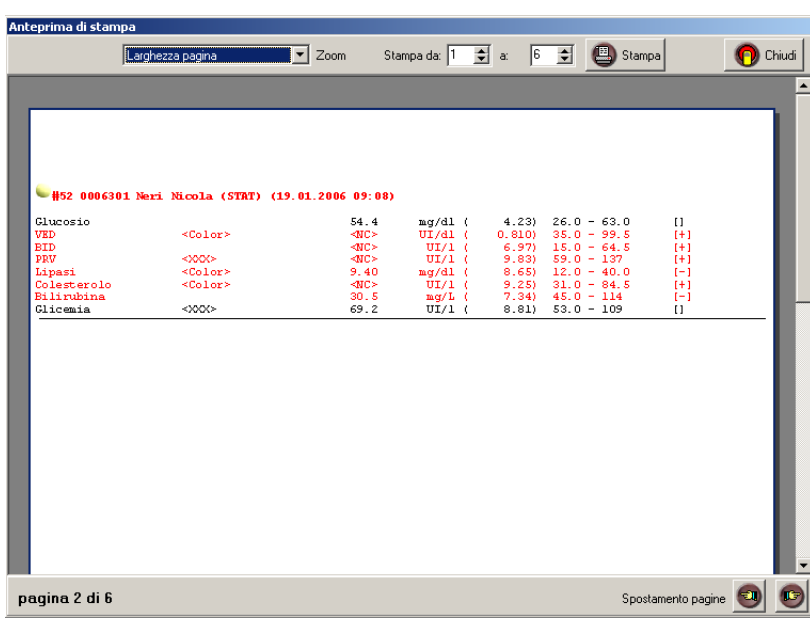 Anteprima di stampa
Larghezza pagina Zoom Stampa da: 1 a: 6 Stampa Chiudi
#52 0006301 Neri Nicola (STAT) (19.01.2006 09:08)
Glucosio 54.4 mg/dl ( 4.23) 26.0 - 63.0 []
VED <Color> <NC> UI/dl ( 0.810) 35.0 - 99.5 [+]
BID <NC> UI/l ( 6.97) 15.0 - 64.5 [+]
PRV <XXX> <NC> UI/l ( 9.83) 59.0 - 137 [+]
Lipasi <Color> 9.40 mg/dl ( 8.65) 12.0 - 40.0 [-]
Colesterolo <Color> <NC> UI/l ( 9.25) 31.0 - 84.5 [+]
Bilirubina 30.5 mg/L ( 7.34) 45.0 - 114 [-]
Glicemia <XXX> 69.2 UI/l ( 8.81) 53.0 - 109 []
pagina 2 di 6 Spostamento pagine